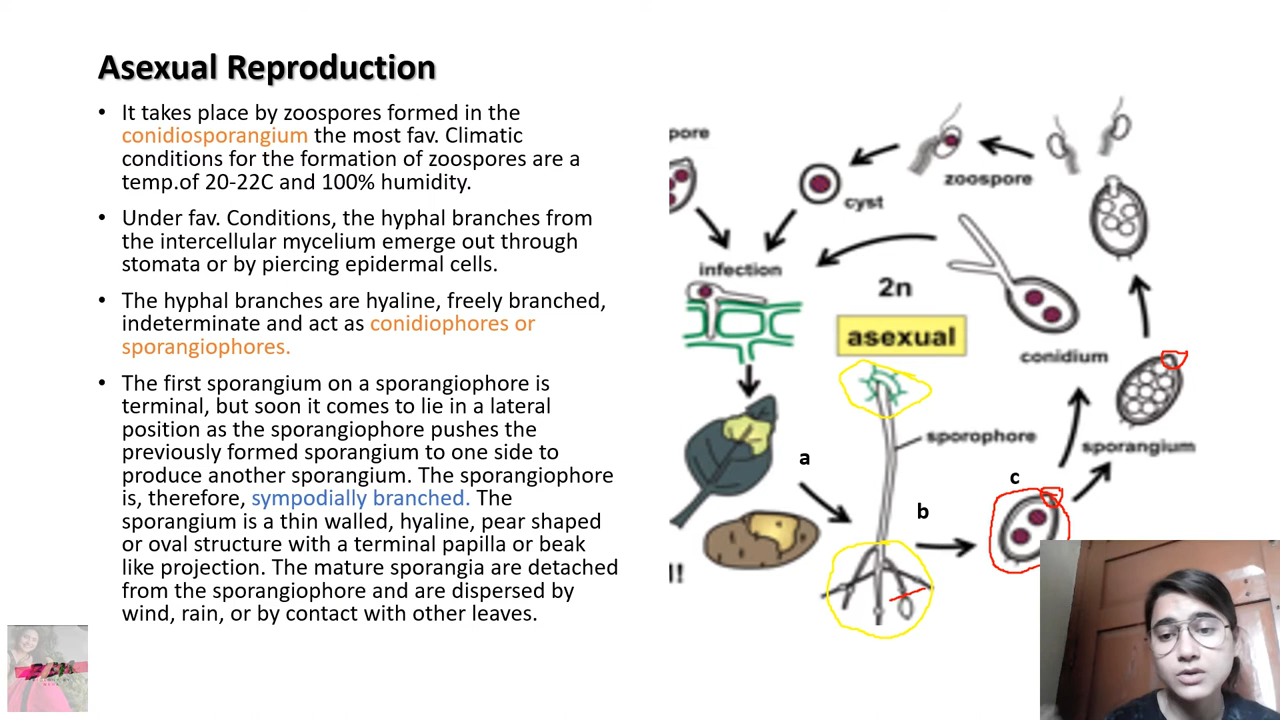 Asexual Reproduction
• It takes place by zoospores formed in the
conidiosporangium the most fav. Climatic
conditions for the formation of zoospores are a
temp.of 20-22C and 100% humidity.
• Under fav. Conditions, the hyphal branches from
the intercellular mycelium emerge out through
stomata or by piercing epidermal cells.
• The hyphal branches are hyaline, freely branched,
indeterminate and act as conidiophores or
sporangiophores.
• The first sporangium on a sporangiophore is
terminal, but soon it comes to lie in a lateral
position as the sporangiophore pushes the
previously formed sporangium to one side to
produce another sporangium. The sporangiophore
is, therefore, sympodially branched. The
sporangium is a thin walled, hyaline, pear shaped
or oval structure with a terminal papilla or beak
like projection. The mature sporangia are detached
from the sporangiophore and are dispersed by
wind, rain, or by contact with other leaves.
pore
zoospore
cyst
infection
2n
asexual
conidium
sporophore
sporangium
a
c
b
!